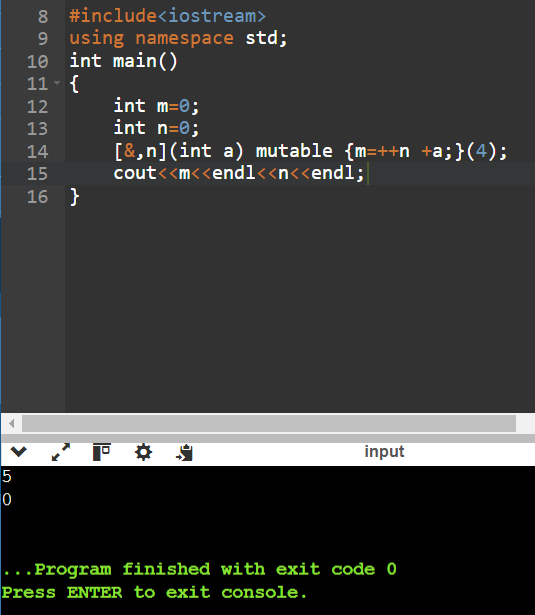 8 #include<iostream>
9 using namespace std;
10 int main()
11 {
12     int m=0;
13     int n=0;
14     [&,n](int a) mutable {m=++n +a;}(4);
15     cout<<m<<endl<<n<<endl;
16 }
input
5
0
...Program finished with exit code 0
Press ENTER to exit console.